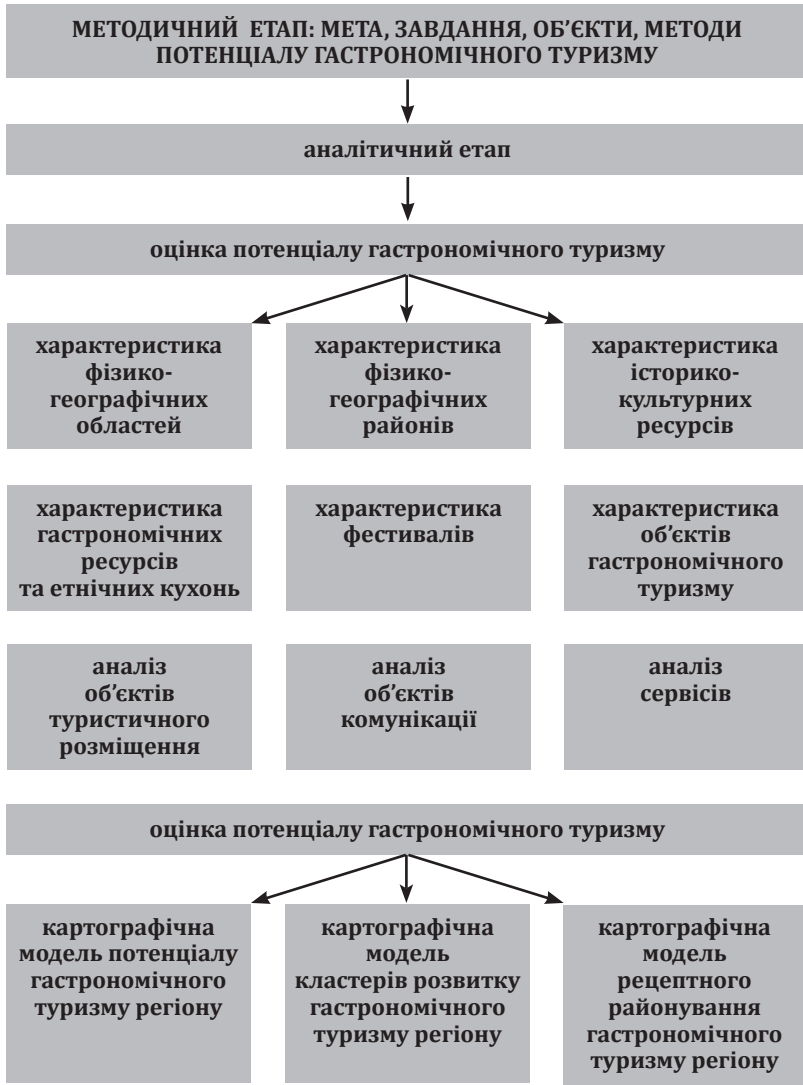 МЕТОДИЧНИЙ ЕТАП: МЕТА, ЗАВДАННЯ, ОБ’ЄКТИ, МЕТОДИ
ПОТЕНЦІАЛУ ГАСТРОНОМІЧНОГО ТУРИЗМУ
аналітичний етап
оцінка потенціалу гастрономічного туризму
характеристика
фізико-
географічних
областей
характеристика
фізико-
географічних
районів
характеристика
історико-
культурних
ресурсів
характеристика
гастрономічних
ресурсів
та етнічних кухонь
характеристика
фестивалів
характеристика
об’єктів
гастрономічного
туризму
аналіз
об’єктів
туристичного
розміщення
аналіз
об’єктів
комунікації
аналіз
сервісів
оцінка потенціалу гастрономічного туризму
картографічна
модель потенціалу
гастрономічного
туризму регіону
картографічна
модель
кластерів розвитку
гастрономічного
туризму регіону
картографічна
модель
рецептного
районування
гастрономічного
туризму регіону